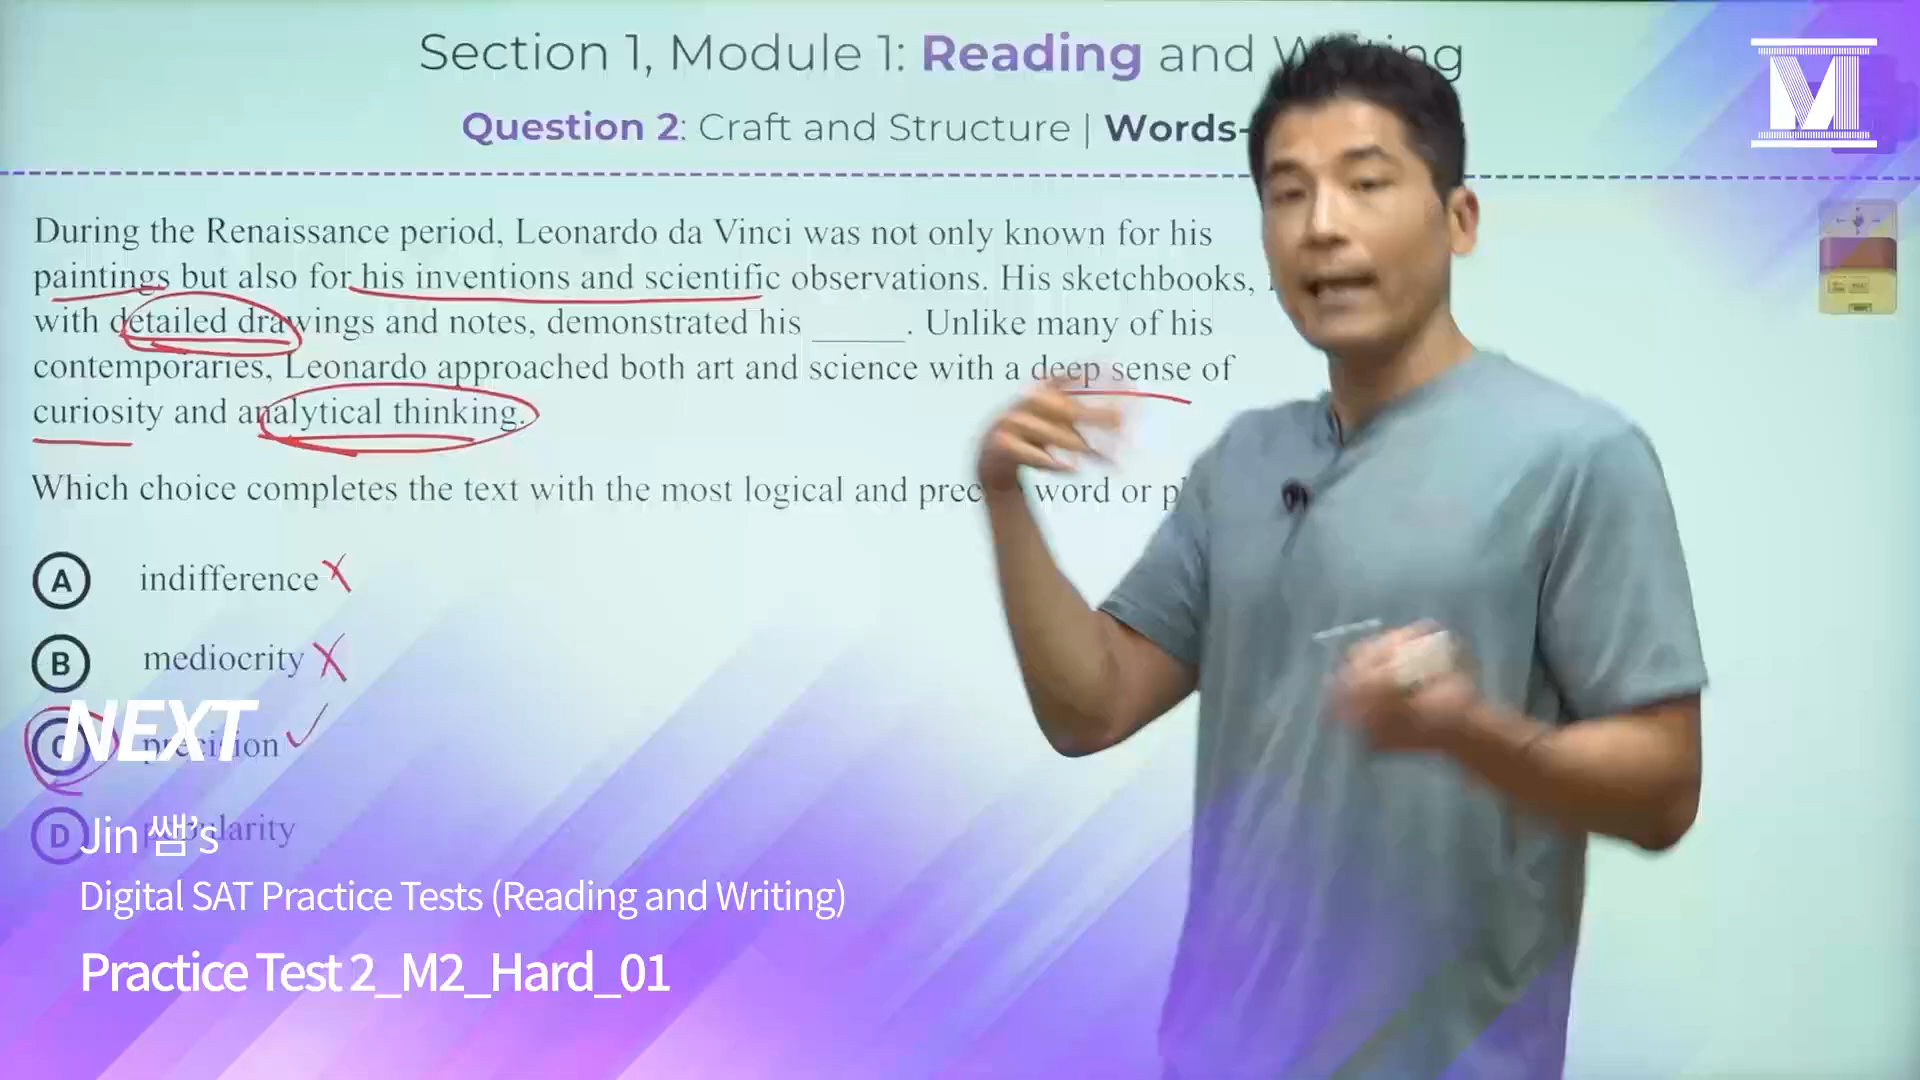 Section 1, Module 1: Reading and Writing
Question 2: Craft and Structure | Words-
During the Renaissance period, Leonardo da Vinci was not only known for his
paintings but also for his inventions and scientific observations. His sketchbooks,
with detailed drawings and notes, demonstrated his ______. Unlike many of his
contemporaries, Leonardo approached both art and science with a deep sense of
curiosity and analytical thinking.
Which choice completes the text with the most logical and precise word or
A indifference
B mediocrity
C precision
D popularity
NEXT
Jin 쌤's
Digital SAT Practice Tests (Reading and Writing)
Practice Test 2_M2_Hard_01
M